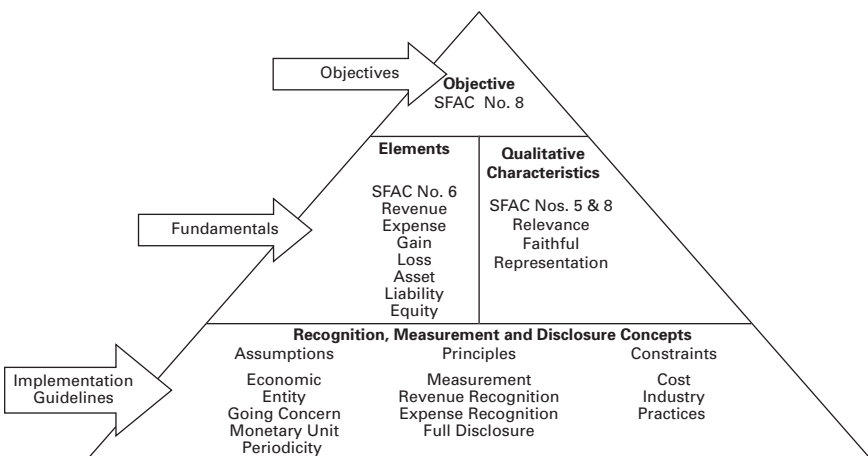 Objectives
Objective
SFAC No. 8
Fundamentals
Elements
SFAC No. 6
Revenue
Expense
Gain
Loss
Asset
Liability
Equity
Qualitative
Characteristics
SFAC Nos. 5 & 8
Relevance
Faithful
Representation
Implementation
Guidelines
Recognition, Measurement and Disclosure Concepts
Assumptions
Economic
Entity
Going Concern
Monetary Unit
Periodicity
Principles
Measurement
Revenue Recognition
Expense Recognition
Full Disclosure
Constraints
Cost
Industry
Practices